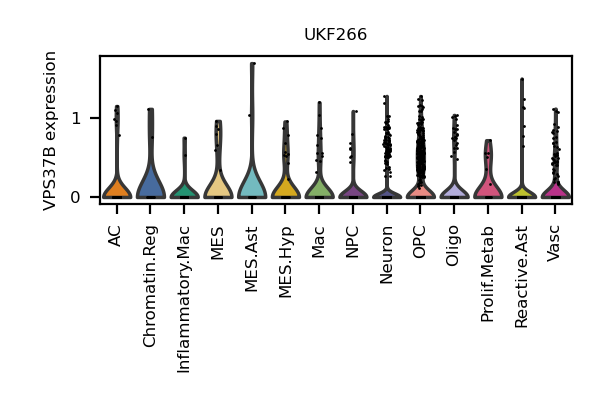 UKF266
VPS37B expression
1
0
AC
Chromatin.Reg
Inflammatory.Mac
MES
MES.Ast
MES.Hyp
Mac
NPC
Neuron
OPC
Oligo
Prolif.Metab
Reactive.Ast
Vasc